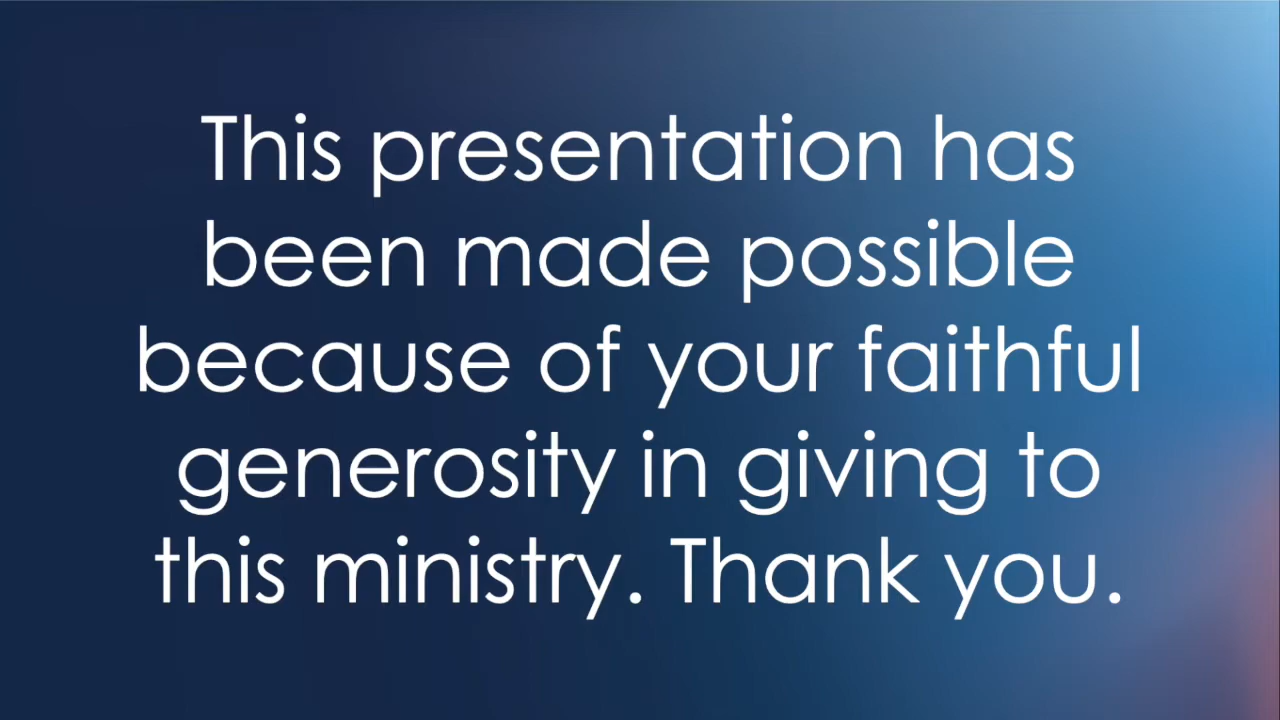 This presentation has
been made possible
because of your faithful
generosity in giving to
this ministry. Thank you.